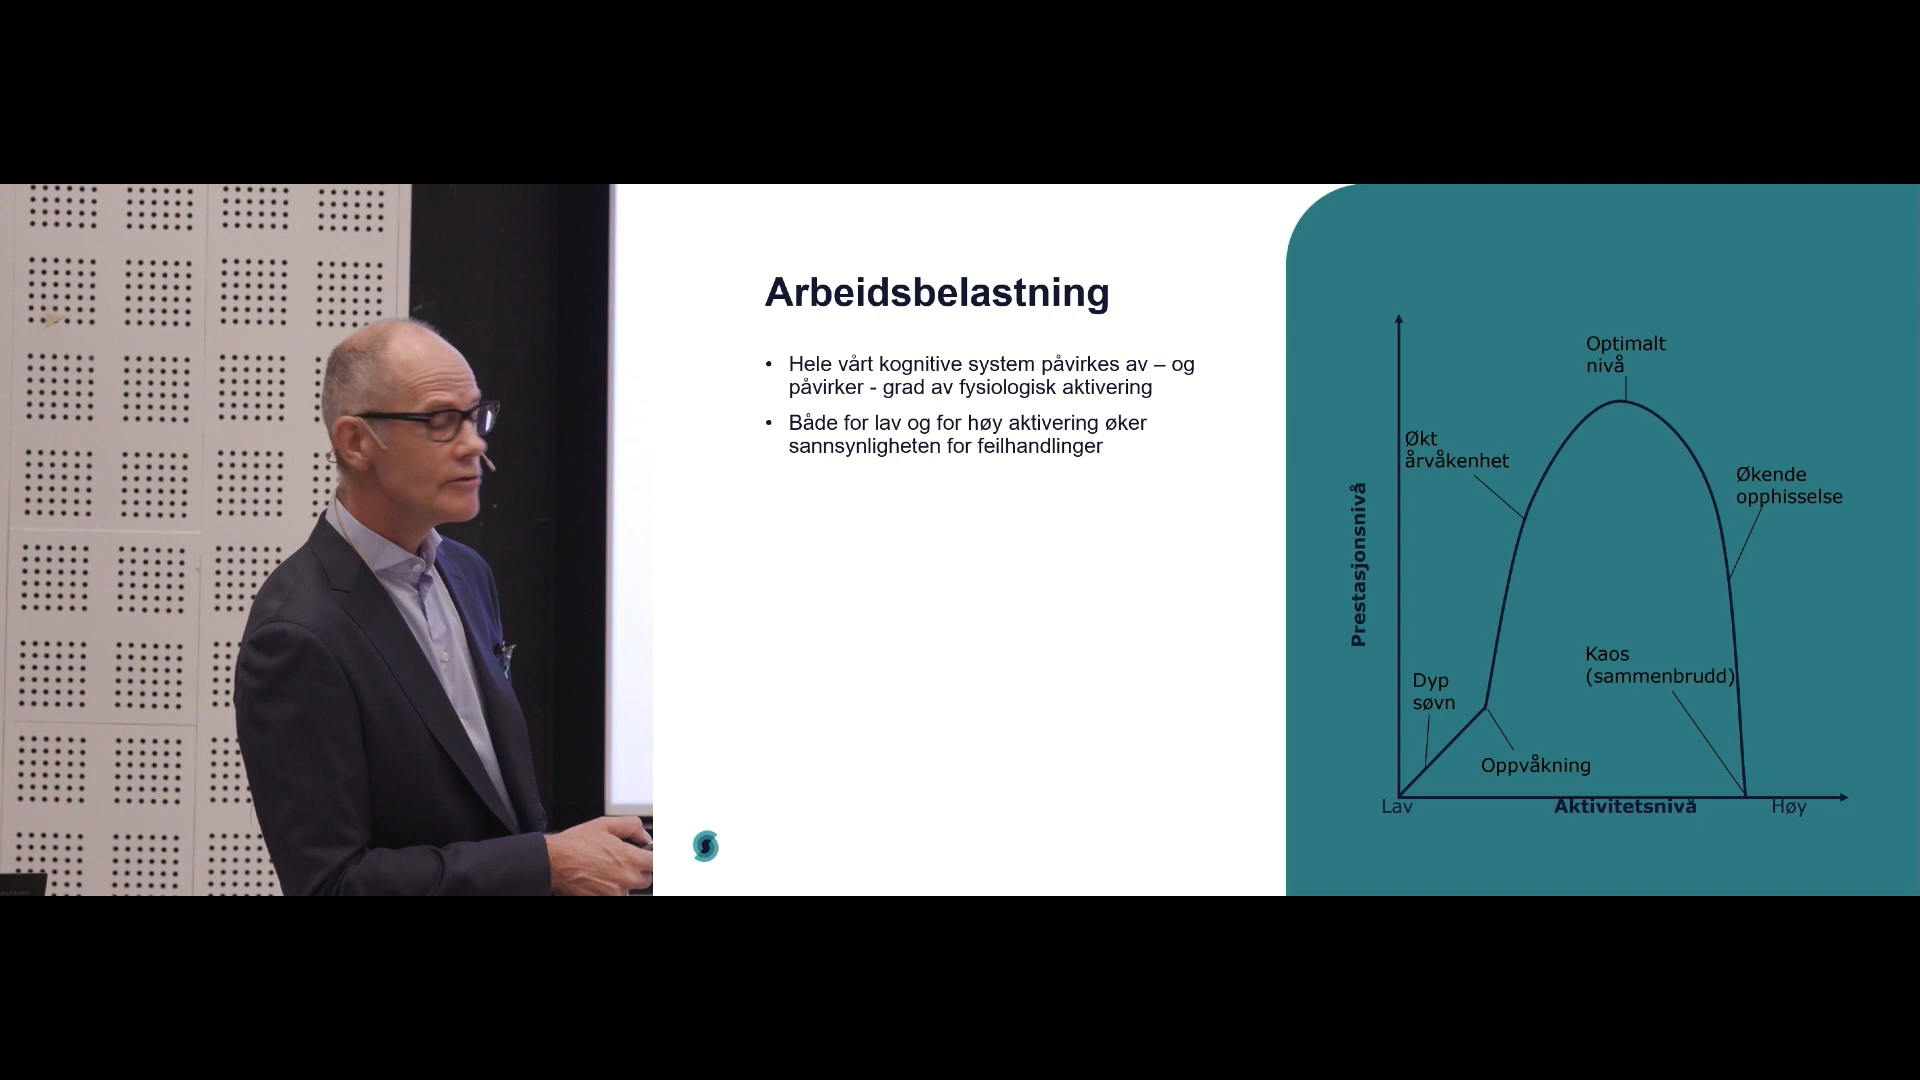 Arbeidsbelastning
• Hele vårt kognitive system påvirkes av – og
påvirker - grad av fysiologisk aktivering
• Både for lav og for høy aktivering øker
sannsynligheten for feilhandlinger
Optimalt
nivå
Økt
årvåkenhet
Økende
opphisselse
Prestasjonsnivå
Kaos
(sammenbrudd)
Dyp
søvn
Oppvåkning
Lav
Aktivitetsnivå
Høy